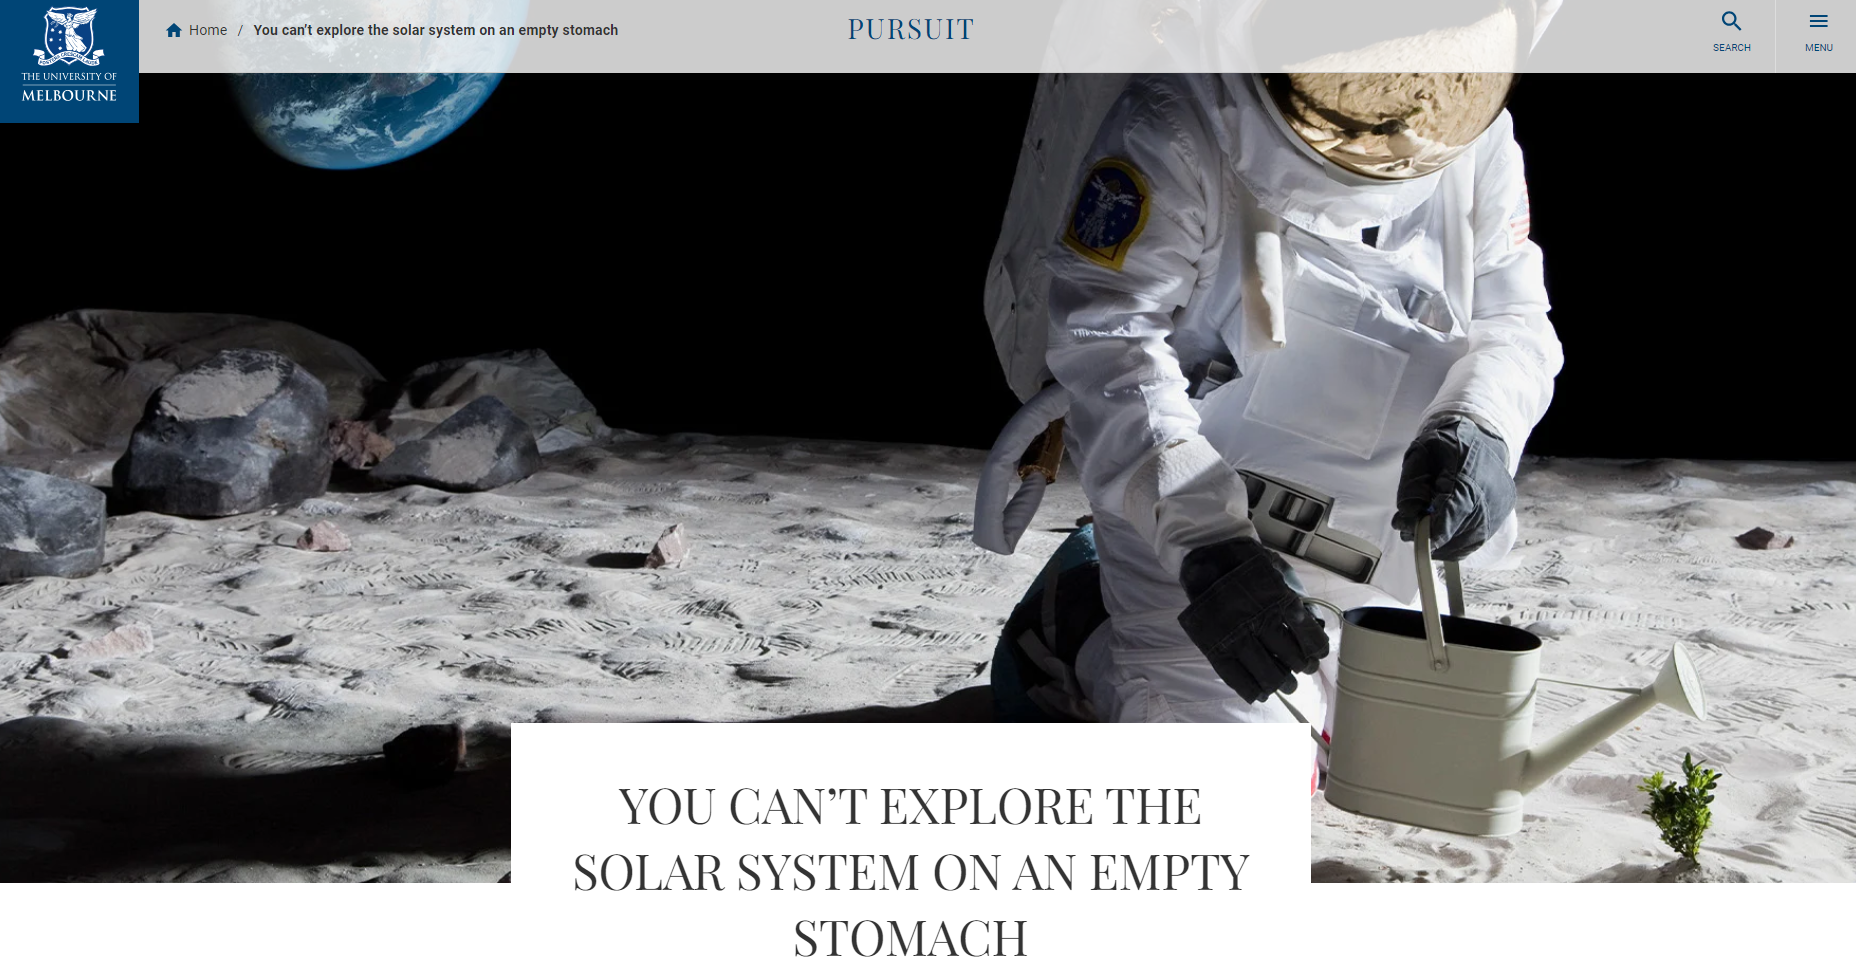 THE UNIVERSITY OF
MELBOURNE
Home / You can’t explore the solar system on an empty stomach
PURSUIT
SEARCH
MENU
YOU CAN’T EXPLORE THE
SOLAR SYSTEM ON AN EMPTY
STOMACH